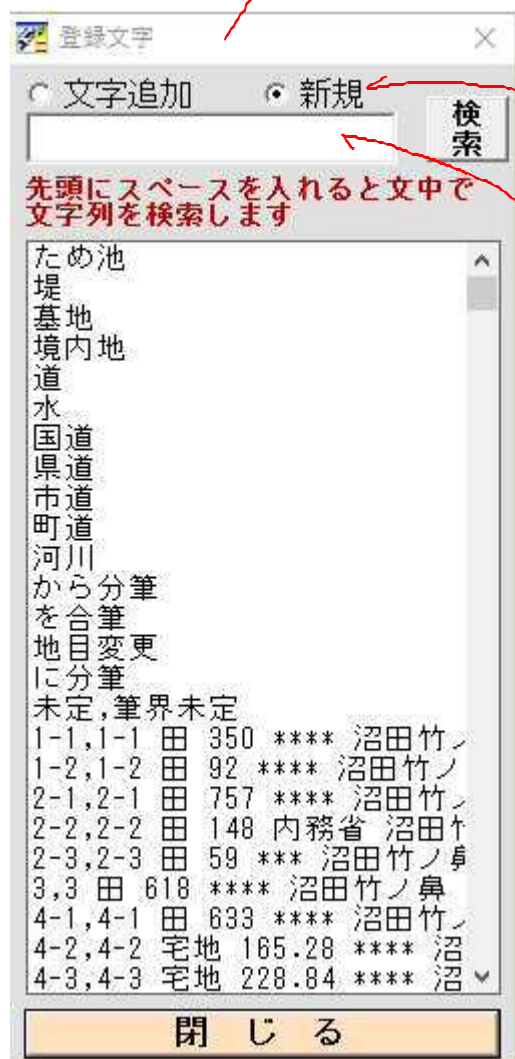 登録文字
文字追加 新規
検索
先頭にスペースを入れると文中で
文字列を検索します
ため池
堤
墓地
境内地
道
水
国道
県道
市道
町道
河川
から分筆
を合筆
地目変更
に分筆
未定,筆界未定
1-1,1-1 田 350 **** 沼田竹ノ
1-2,1-2 田 92 **** 沼田竹ノ
2-1,2-1 田 757 **** 沼田竹ノ
2-2,2-2 田 148 内務省 沼田竹
2-3,2-3 田 59 *** 沼田竹ノ鼻
3,3 田 618 **** 沼田竹ノ鼻
4-1,4-1 田 633 **** 沼田竹ノ
4-2,4-2 宅地 165.28 **** 沼
4-3,4-3 宅地 228.84 **** 沼
閉じる